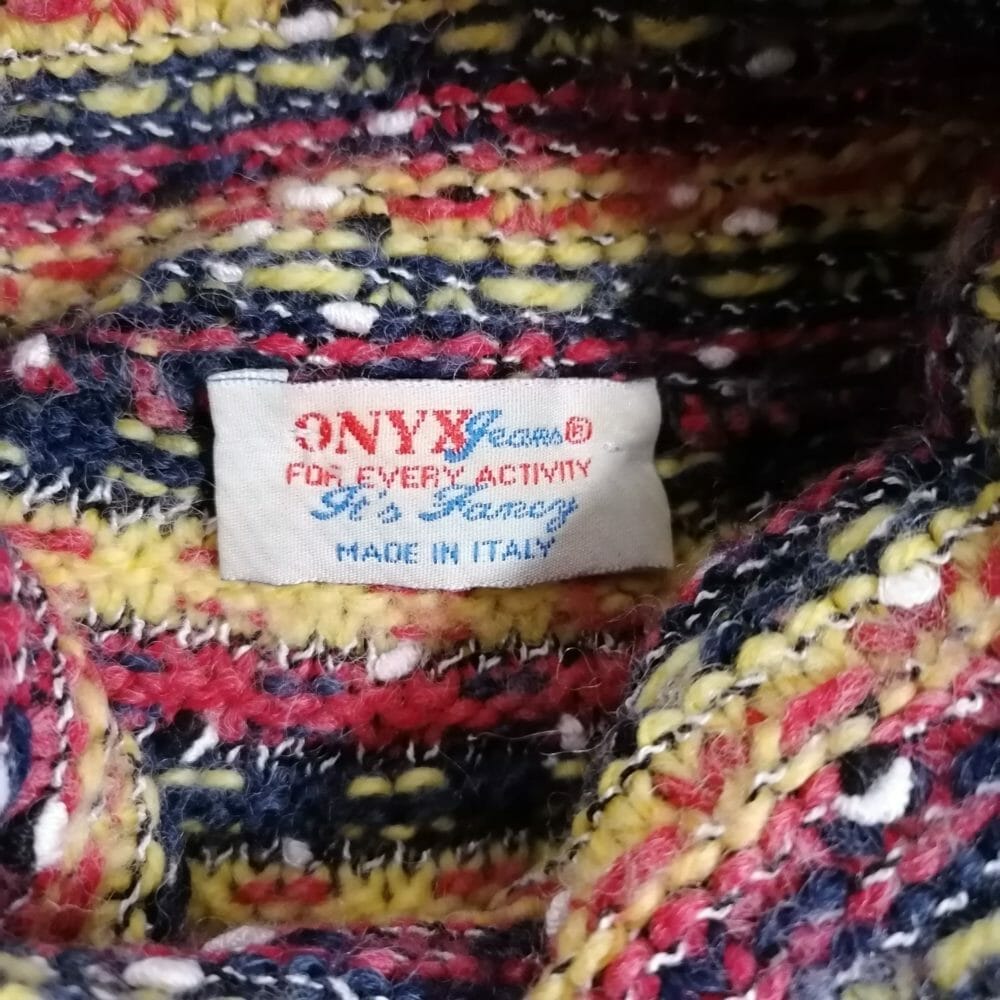 ONYX Jeans®
FOR EVERY ACTIVITY
It's Fancy
MADE IN ITALY